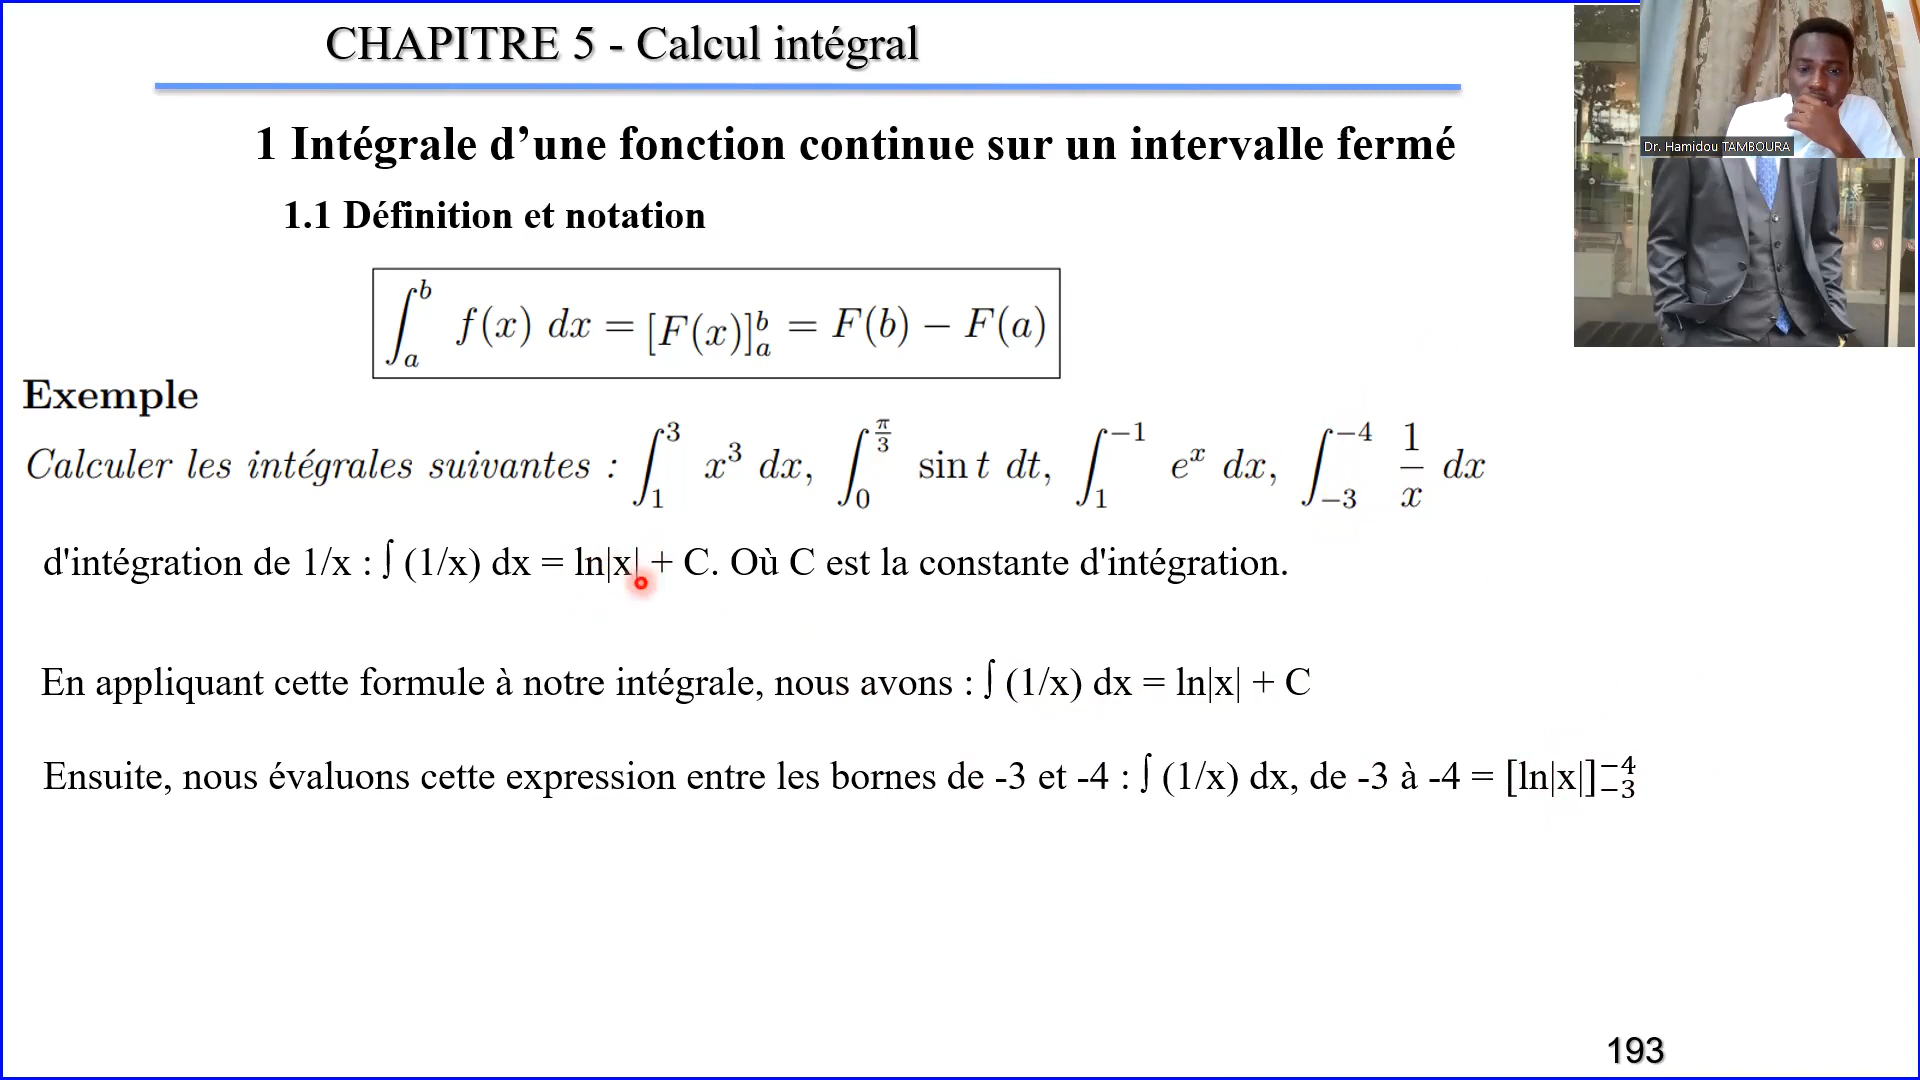 CHAPITRE 5 - Calcul intégral
Dr. Hamidou TAMBOURA
1 Intégrale d’une fonction continue sur un intervalle fermé
1.1 Définition et notation
∫_a^b f(x) dx = [F(x)]_a^b = F(b) − F(a)
Exemple
Calculer les intégrales suivantes : ∫_1^3 x^3 dx, ∫_0^{π/3} sin t dt, ∫_1^{−1} e^x dx, ∫_{−3}^{−4} 1/x dx
d'intégration de 1/x : ∫ (1/x) dx = ln|x| + C. Où C est la constante d'intégration.
En appliquant cette formule à notre intégrale, nous avons : ∫ (1/x) dx = ln|x| + C
Ensuite, nous évaluons cette expression entre les bornes de -3 et -4 : ∫ (1/x) dx, de -3 à -4 = [ln|x|]_{−3}^{−4}
193